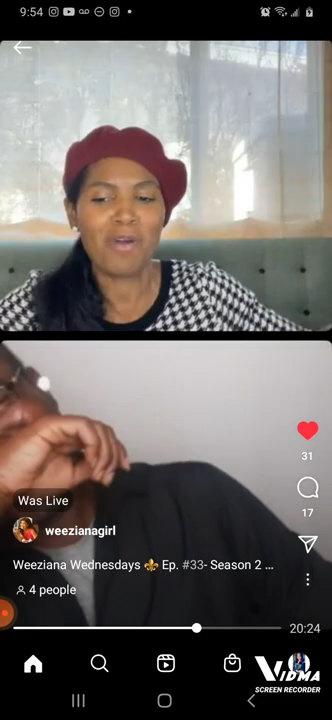 9:54
31
17
Was Live
weezianagirl
Weeziana Wednesdays ⚜️ Ep. #33- Season 2 ...
4 people
20:24
VIDMA
SCREEN RECORDER